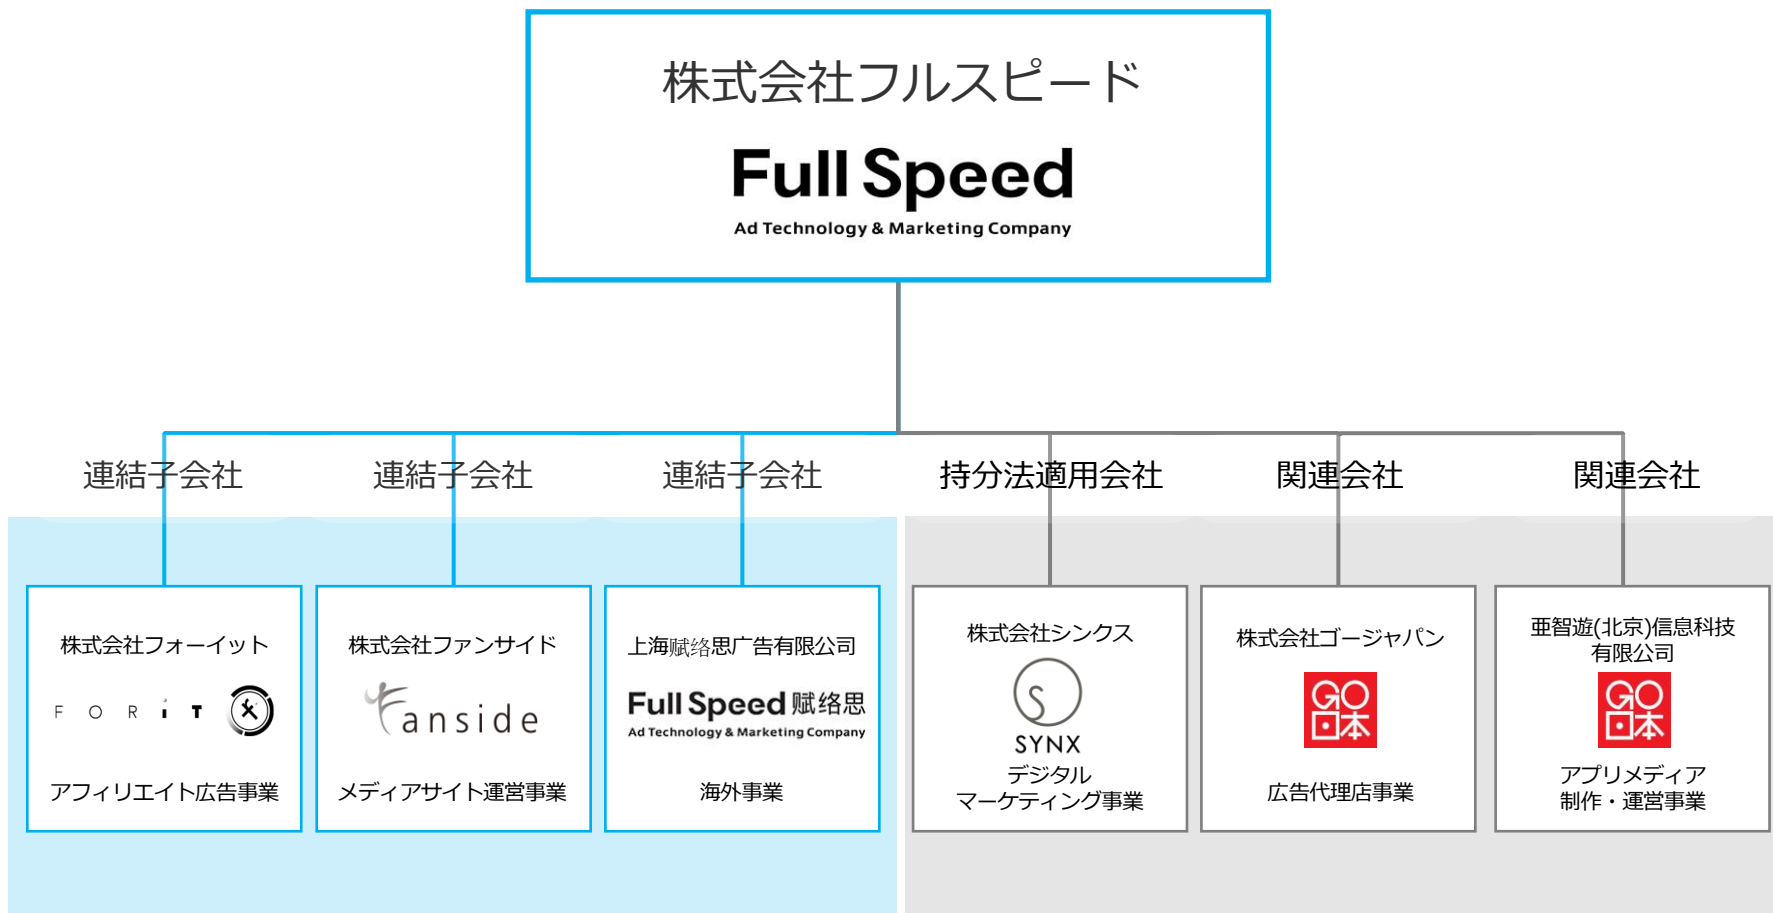 株式会社フルスピード
Full Speed
Ad Technology & Marketing Company
連結子会社
連結子会社
連結子会社
持分法適用会社
関連会社
関連会社
株式会社フォーイット
FORiT
アフィリエイト広告事業
株式会社ファンサイド
Fanside
メディアサイト運営事業
上海赋络思广告有限公司
Full Speed 赋络思
Ad Technology & Marketing Company
海外事業
株式会社シンクス
SYNX
デジタル
マーケティング事業
株式会社ゴージャパン
GO
日本
広告代理店事業
亜智遊(北京)信息科技
有限公司
GO
日本
アプリメディア
制作・運営事業